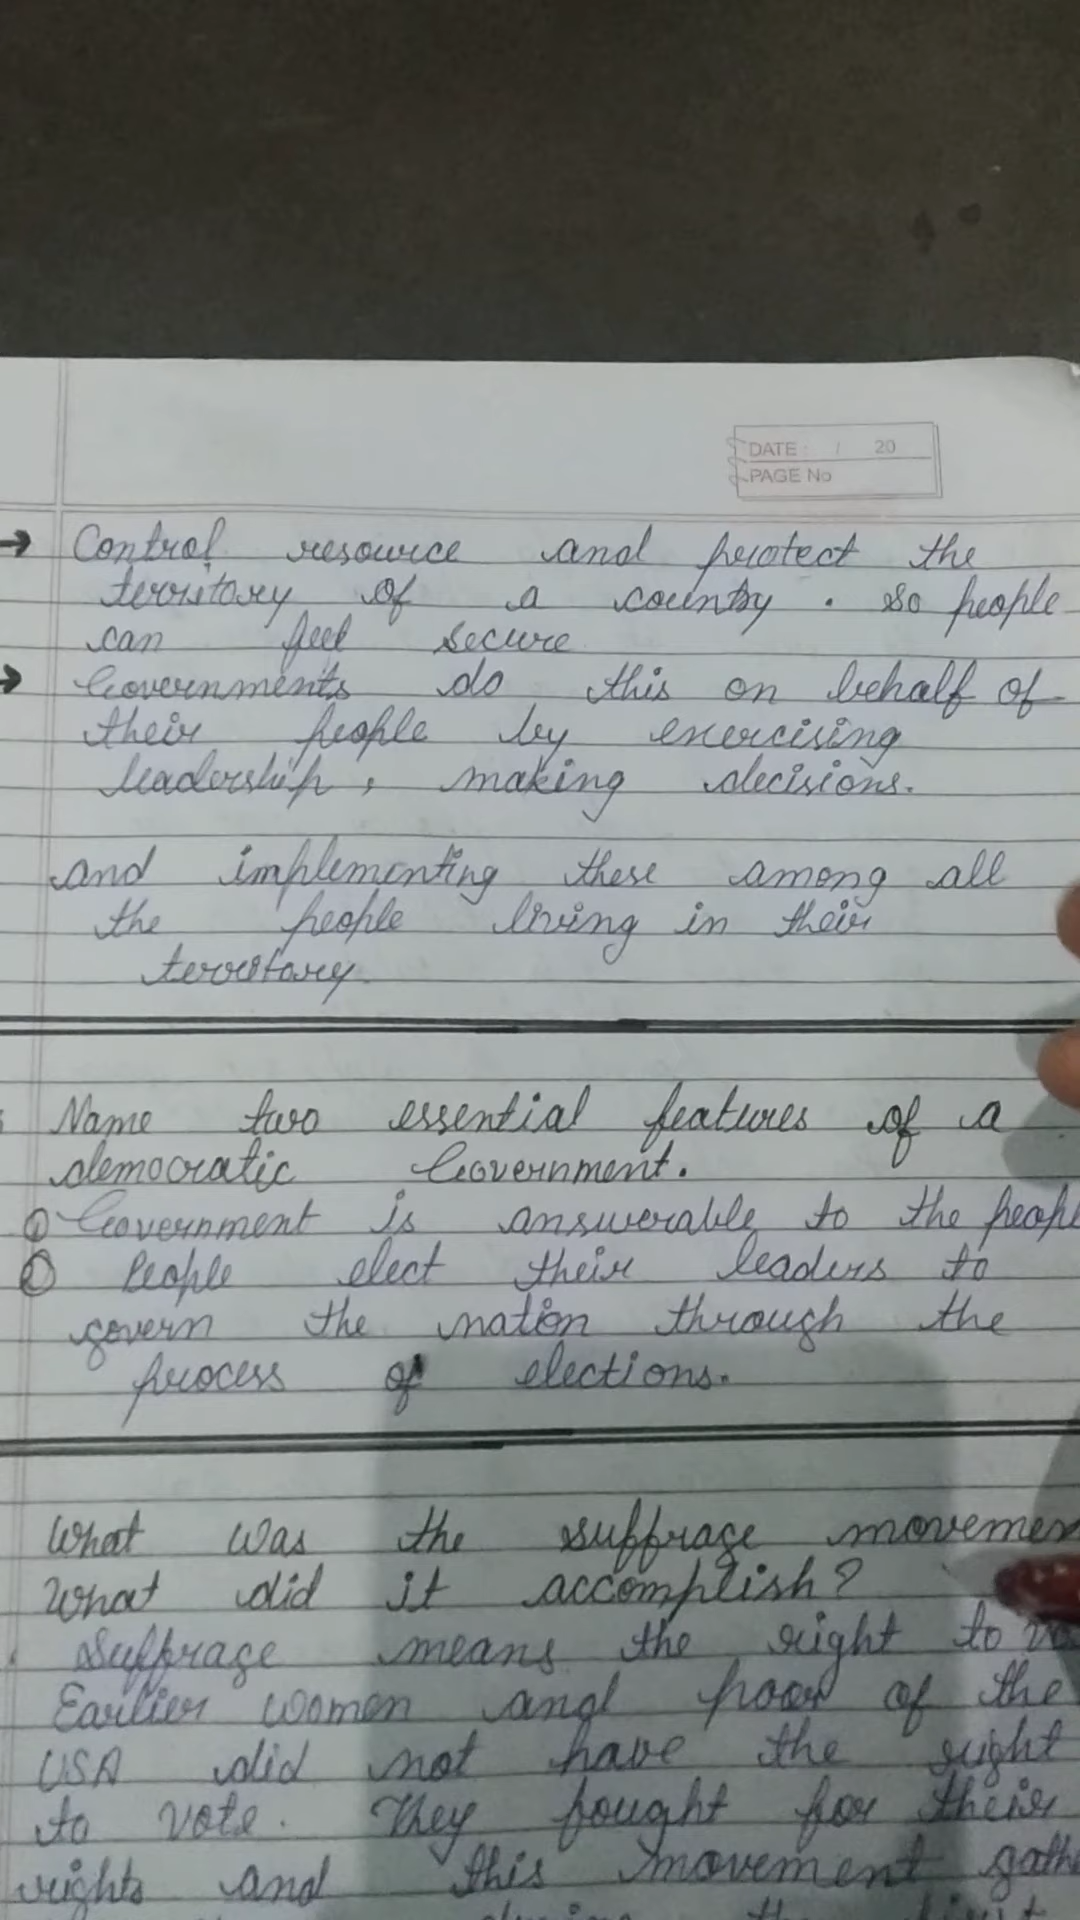 DATE : / 20
PAGE No
→ Control resource and protect the
territory of a country . so people
can feel secure
→ Governments do this on behalf of
their people by exercising
leadership, making decisions.
and implementing these among all
the people living in their
territory.
Name two essential features of a
democratic Government.
① Government is answerable to the peopl
② People elect their leaders to
govern the nation through the
process of elections.
What was the suffrage movemen
What did it accomplish?
Suffrage means the right to
Earlier women and poor of the
USA did not have the right
to vote. They fought for their
rights and this movement gath
the